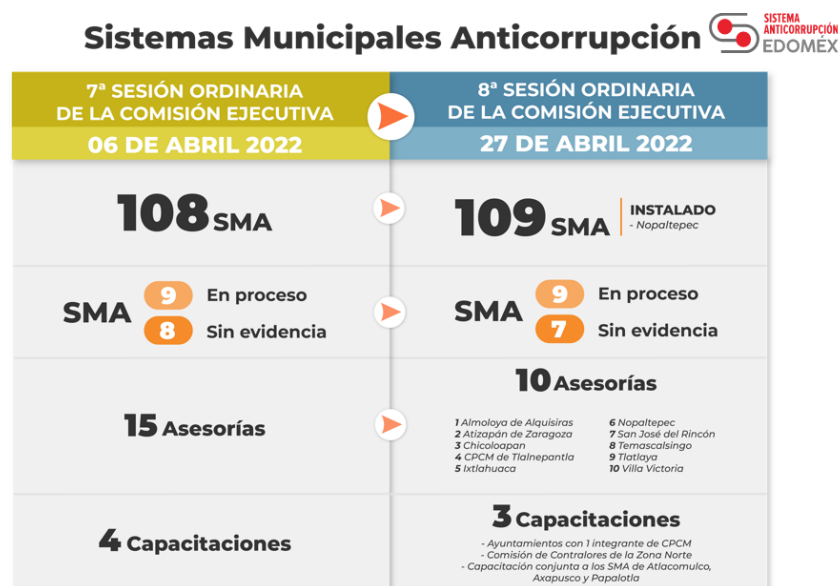 Sistemas Municipales Anticorrupción
SISTEMA
ANTICORRUPCIÓN
EDOMÉX
7ª SESIÓN ORDINARIA
DE LA COMISIÓN EJECUTIVA
06 DE ABRIL 2022
8ª SESIÓN ORDINARIA
DE LA COMISIÓN EJECUTIVA
27 DE ABRIL 2022
108 SMA
109 SMA
INSTALADO
- Nopaltepec
SMA
9 En proceso
8 Sin evidencia
SMA
9 En proceso
7 Sin evidencia
15 Asesorías
10 Asesorías
1 Almoloya de Alquisiras
2 Atizapán de Zaragoza
3 Chicoloapan
4 CPCM de Tlalnepantla
5 Ixtlahuaca
6 Nopaltepec
7 San José del Rincón
8 Temascalsingo
9 Tlatlaya
10 Villa Victoria
4 Capacitaciones
3 Capacitaciones
- Ayuntamientos con 1 integrante de CPCM
- Comisión de Contralores de la Zona Norte
- Capacitación conjunta a los SMA de Atlacomulco,
Axapusco y Papalotla